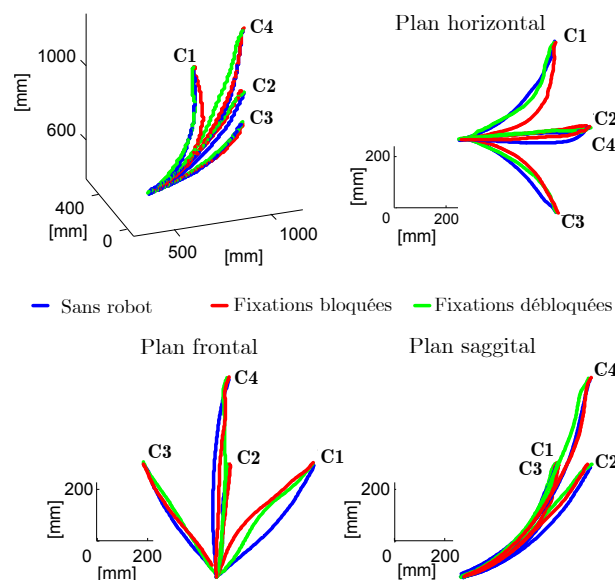 C4
C1
C2
C3
1000
[mm]
600
400
[mm]
0
500
1000
[mm]
Plan horizontal
C1
C2
C4
C3
200
[mm]
0
200
[mm]
Sans robot
Fixations bloquées
Fixations débloquées
Plan frontal
C4
C3
C2
C1
200
[mm]
0
200
[mm]
Plan saggital
C4
C1
C3
C2
200
[mm]
0
200
[mm]